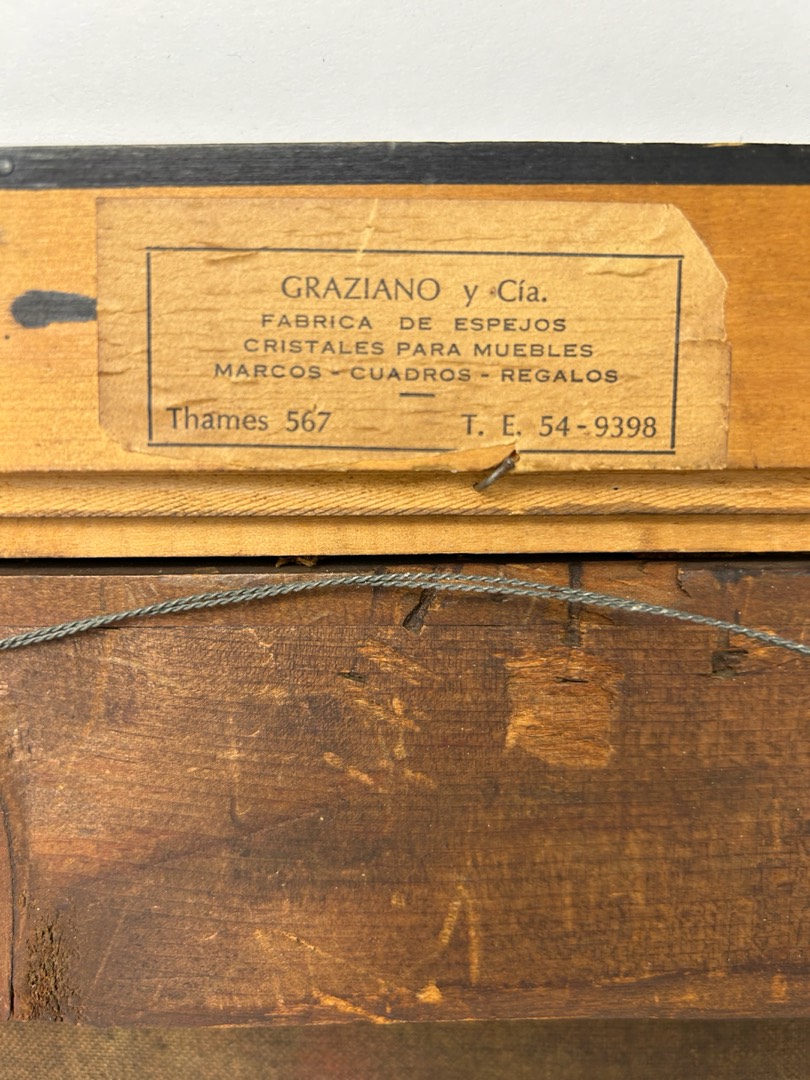 GRAZIANO y Cía.
FABRICA DE ESPEJOS
CRISTALES PARA MUEBLES
MARCOS - CUADROS - REGALOS
Thames 567 T. E. 54-9398